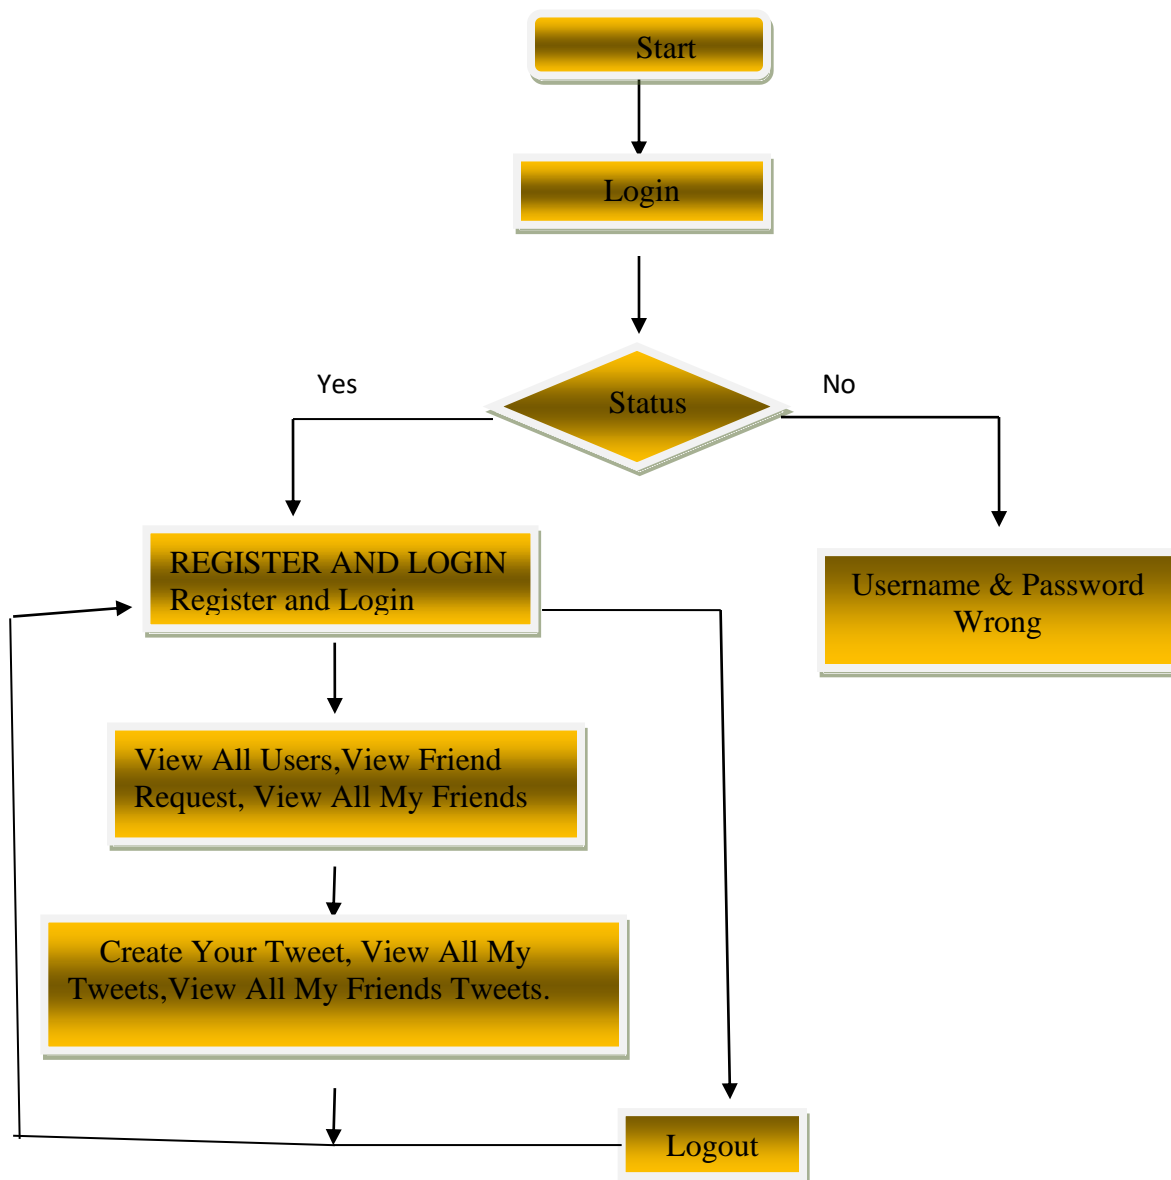 Start
Login
Yes
No
Status
REGISTER AND LOGIN
Register and Login
Username & Password
Wrong
View All Users,View Friend
Request, View All My Friends
Create Your Tweet, View All My
Tweets,View All My Friends Tweets.
Logout